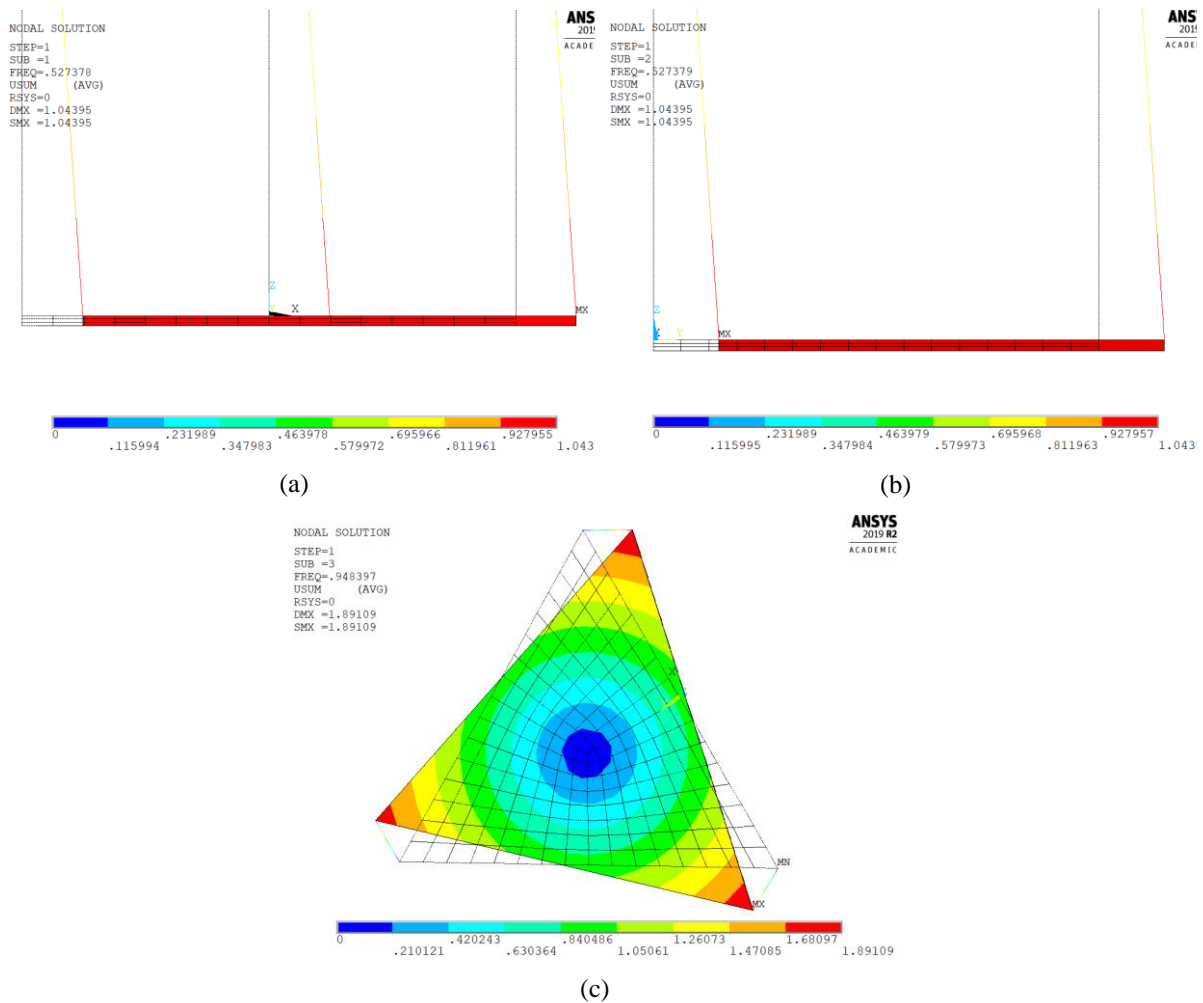 NODAL SOLUTION
STEP=1
SUB =1
FREQ=.527378
USUM (AVG)
RSYS=0
DMX =1.04395
SMX =1.04395
ANS
2019
ACADE
Z
Y X
MX
0 .231989 .463978 .695966 .927955
.115994 .347983 .579972 .811961 1.043
(a)
NODAL SOLUTION
STEP=1
SUB =2
FREQ=.527379
USUM (AVG)
RSYS=0
DMX =1.04395
SMX =1.04395
ANS
2019
ACADE
Z
X Y MX
0 .231989 .463979 .695968 .927957
.115995 .347984 .579973 .811963 1.0439
(b)
NODAL SOLUTION
STEP=1
SUB =3
FREQ=.948397
USUM (AVG)
RSYS=0
DMX =1.89109
SMX =1.89109
ANSYS
2019 R2
ACADEMIC
X
MN
MX
0 .420243 .840486 1.26073 1.68097
.210121 .630364 1.05061 1.47085 1.89109
(c)